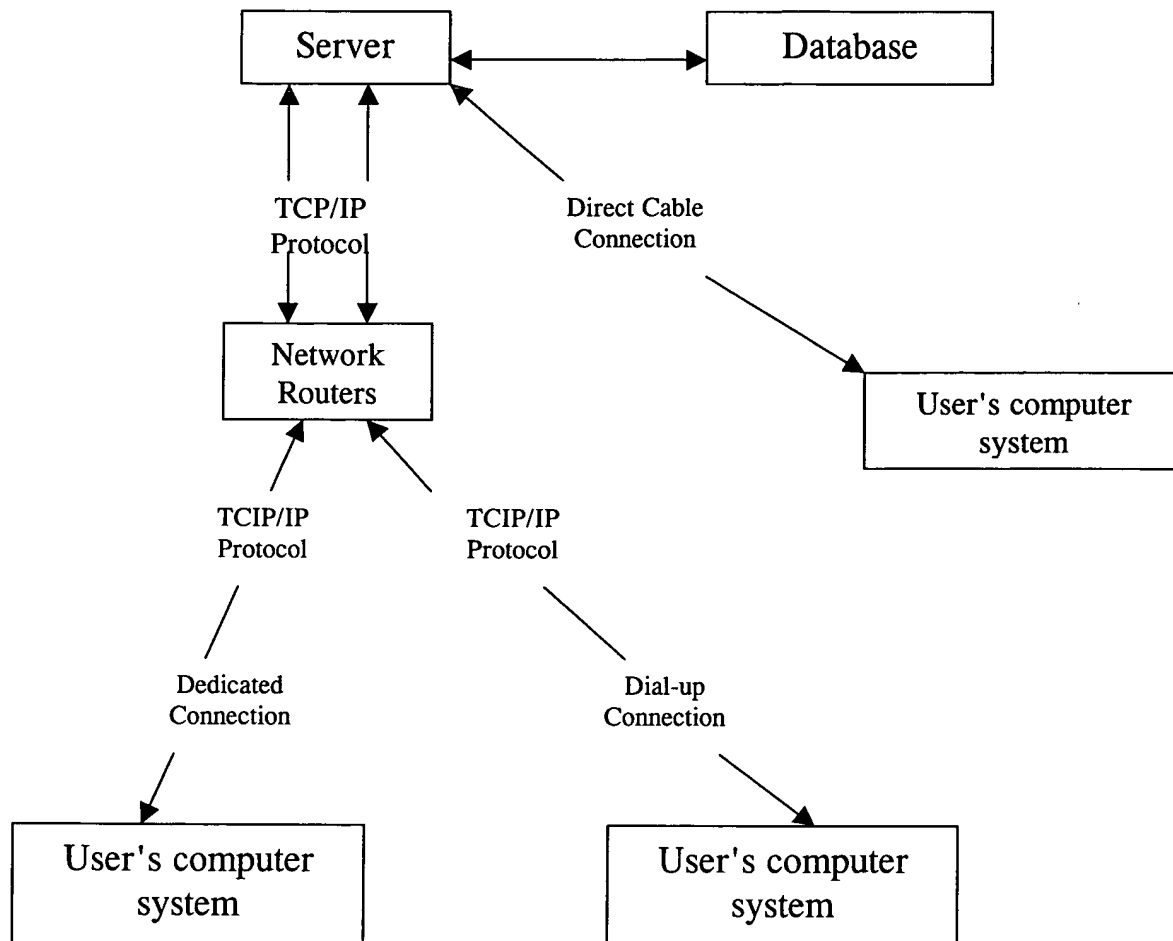 Server
Database
TCP/IP
Protocol
Direct Cable
Connection
Network
Routers
User's computer
system
TCIP/IP
Protocol
TCIP/IP
Protocol
Dedicated
Connection
Dial-up
Connection
User's computer
system
User's computer
system